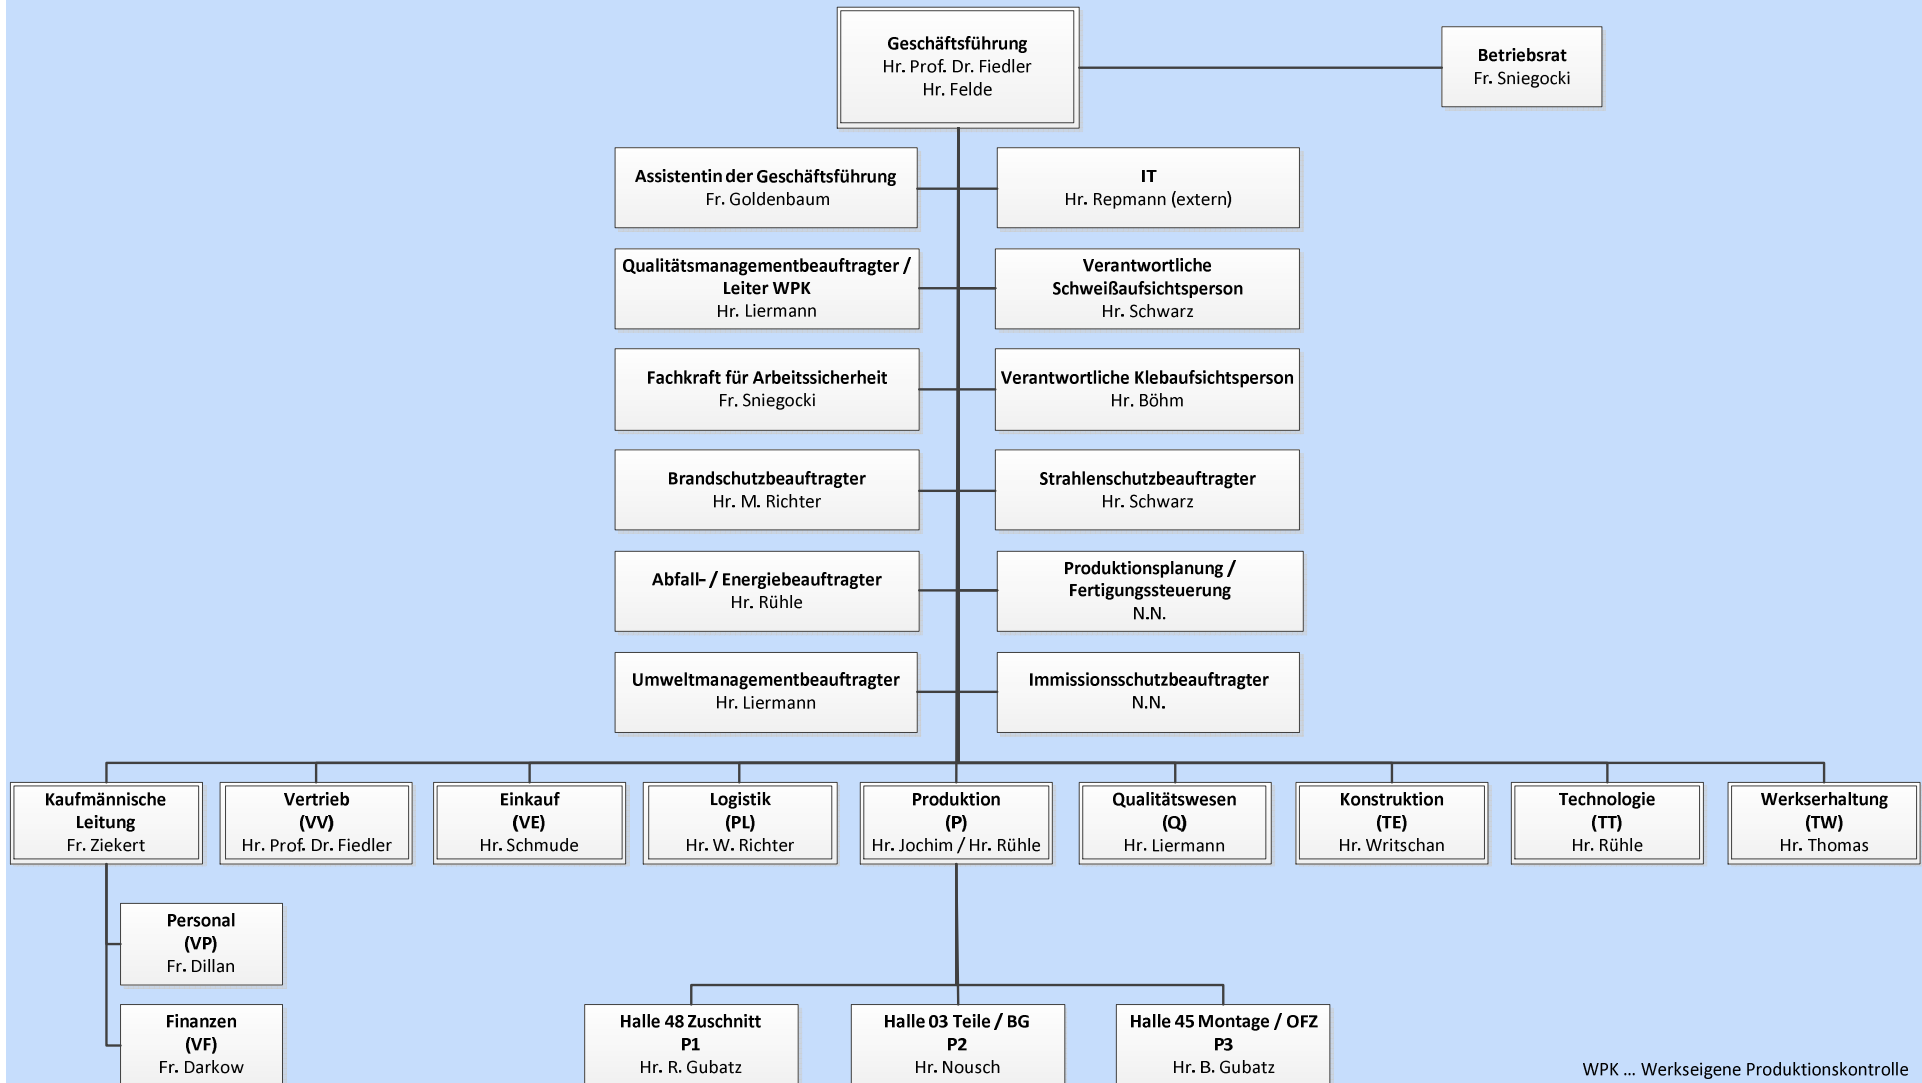 Geschäftsführung
Hr. Prof. Dr. Fiedler
Hr. Felde
Betriebsrat
Fr. Sniegocki
Assistentin der Geschäftsführung
Fr. Goldenbaum
IT
Hr. Repmann (extern)
Qualitätsmanagementbeauftragter /
Leiter WPK
Hr. Liermann
Verantwortliche
Schweißaufsichtsperson
Hr. Schwarz
Fachkraft für Arbeitssicherheit
Fr. Sniegocki
Verantwortliche Klebaufsichtsperson
Hr. Böhm
Brandschutzbeauftragter
Hr. M. Richter
Strahlenschutzbeauftragter
Hr. Schwarz
Abfall- / Energiebeauftragter
Hr. Rühle
Produktionsplanung /
Fertigungssteuerung
N.N.
Umweltmanagementbeauftragter
Hr. Liermann
Immissionsschutzbeauftragter
N.N.
Kaufmännische
Leitung
Fr. Ziekert
Vertrieb
(VV)
Hr. Prof. Dr. Fiedler
Einkauf
(VE)
Hr. Schmude
Logistik
(PL)
Hr. W. Richter
Produktion
(P)
Hr. Jochim / Hr. Rühle
Qualitätswesen
(Q)
Hr. Liermann
Konstruktion
(TE)
Hr. Writschan
Technologie
(TT)
Hr. Rühle
Werkserhaltung
(TW)
Hr. Thomas
Personal
(VP)
Fr. Dillan
Finanzen
(VF)
Fr. Darkow
Halle 48 Zuschnitt
P1
Hr. R. Gubatz
Halle 03 Teile / BG
P2
Hr. Nousch
Halle 45 Montage / OFZ
P3
Hr. B. Gubatz
WPK ... Werkseigene Produktionskontrolle